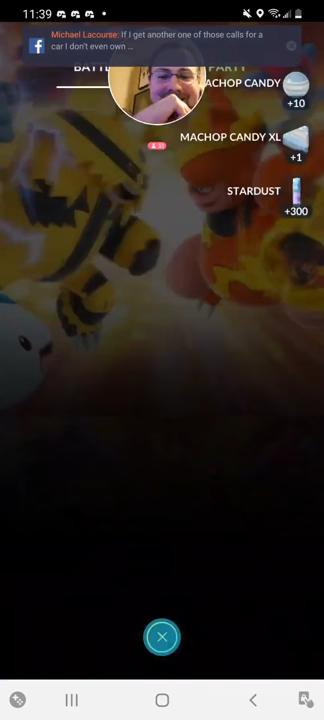 11:39
Michael Lacourse: If I get another one of those calls for a
car I don't even own ...
PARTY
MACHOP CANDY
+10
MACHOP CANDY XL
+1
STARDUST
+300